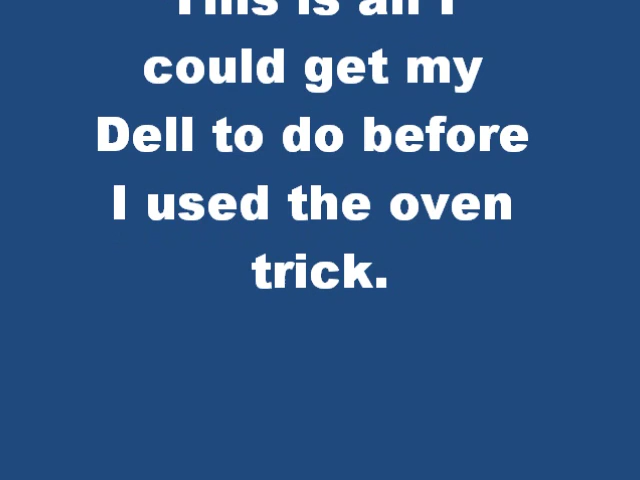 This is all I
could get my
Dell to do before
I used the oven
trick.